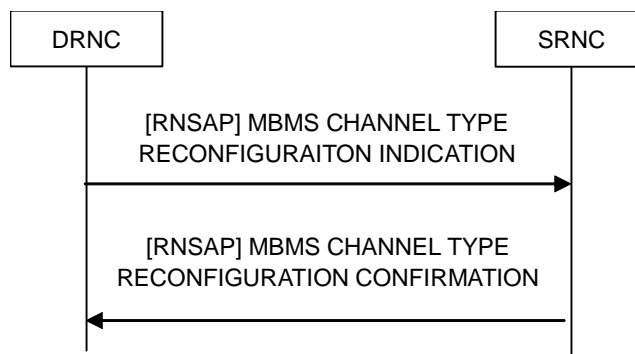 DRNC
SRNC
[RNSAP] MBMS CHANNEL TYPE
RECONFIGURAITON INDICATION
[RNSAP] MBMS CHANNEL TYPE
RECONFIGURATION CONFIRMATION